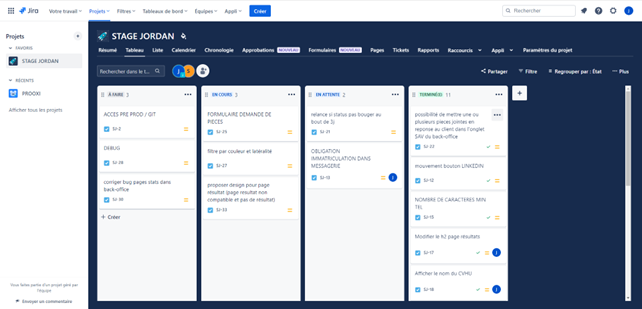 Jira
Votre travail
Projets
Filtres
Tableaux de bord
Équipes
Appli
Créer
Rechercher
Projets
FAVORIS
STAGE JORDAN
RÉCENTS
PROOXI
Afficher tous les projets
Vous faites partie d'un projet géré par
l'équipe
Envoyer un commentaire
STAGE JORDAN
Résumé
Tableau
Liste
Calendrier
Chronologie
Approbations NOUVEAU
Formulaires NOUVEAU
Pages
Tickets
Rapports
Raccourcis
Appli
Paramètres du projet
Rechercher dans le t...
Partager
Filtre
Regrouper par : État
Plus
À FAIRE 3
ACCES PRE PROD / GIT
SJ-2
DEBUG
SJ-28
corriger bug pages stats dans
back-office
SJ-30
Créer
EN COURS 3
FORMULAIRE DEMANDE DE
PIECES
SJ-25
filtre par couleur et latéralité
SJ-27
proposer design pour page
résultat (page resultat non
compatible et pas de résultat)
SJ-33
EN ATTENTE 2
relance si status pas bouger au
bout de 5j
SJ-31
OBLIGATION
IMMATRICULATION DANS
MESSAGERIE
SJ-13
TERMINÉ(E) 11
possibilité de mettre une ou
plusieurs pieces jointes en
reponse au client dans l'onglet
SAV du back-office
SJ-23
mouvement bouton LINKEDIN
SJ-12
NOMBRE DE CARACTERES MIN
TEL
SJ-15
Modifier le h2 page résultats
SJ-17
Afficher le nom du CVHU
SJ-18